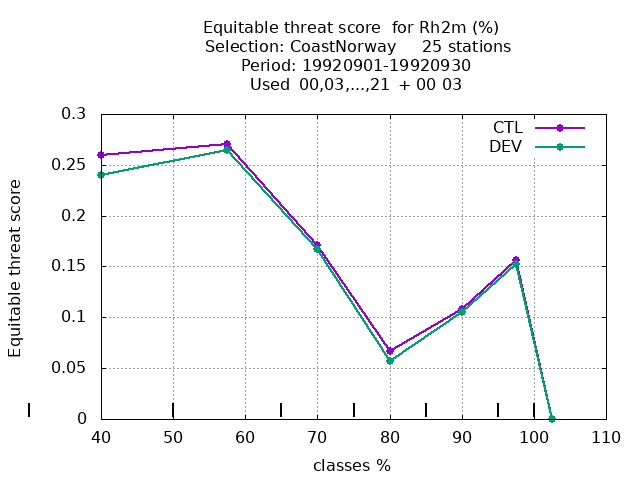 Equitable threat score  for Rh2m (%)
Selection: CoastNorway     25 stations
Period: 19920901-19920930
Used  00,03,...,21  + 00 03
CTL
DEV
Equitable threat score
0.3
0.25
0.2
0.15
0.1
0.05
0
40 50 60 70 80 90 100 110
classes %